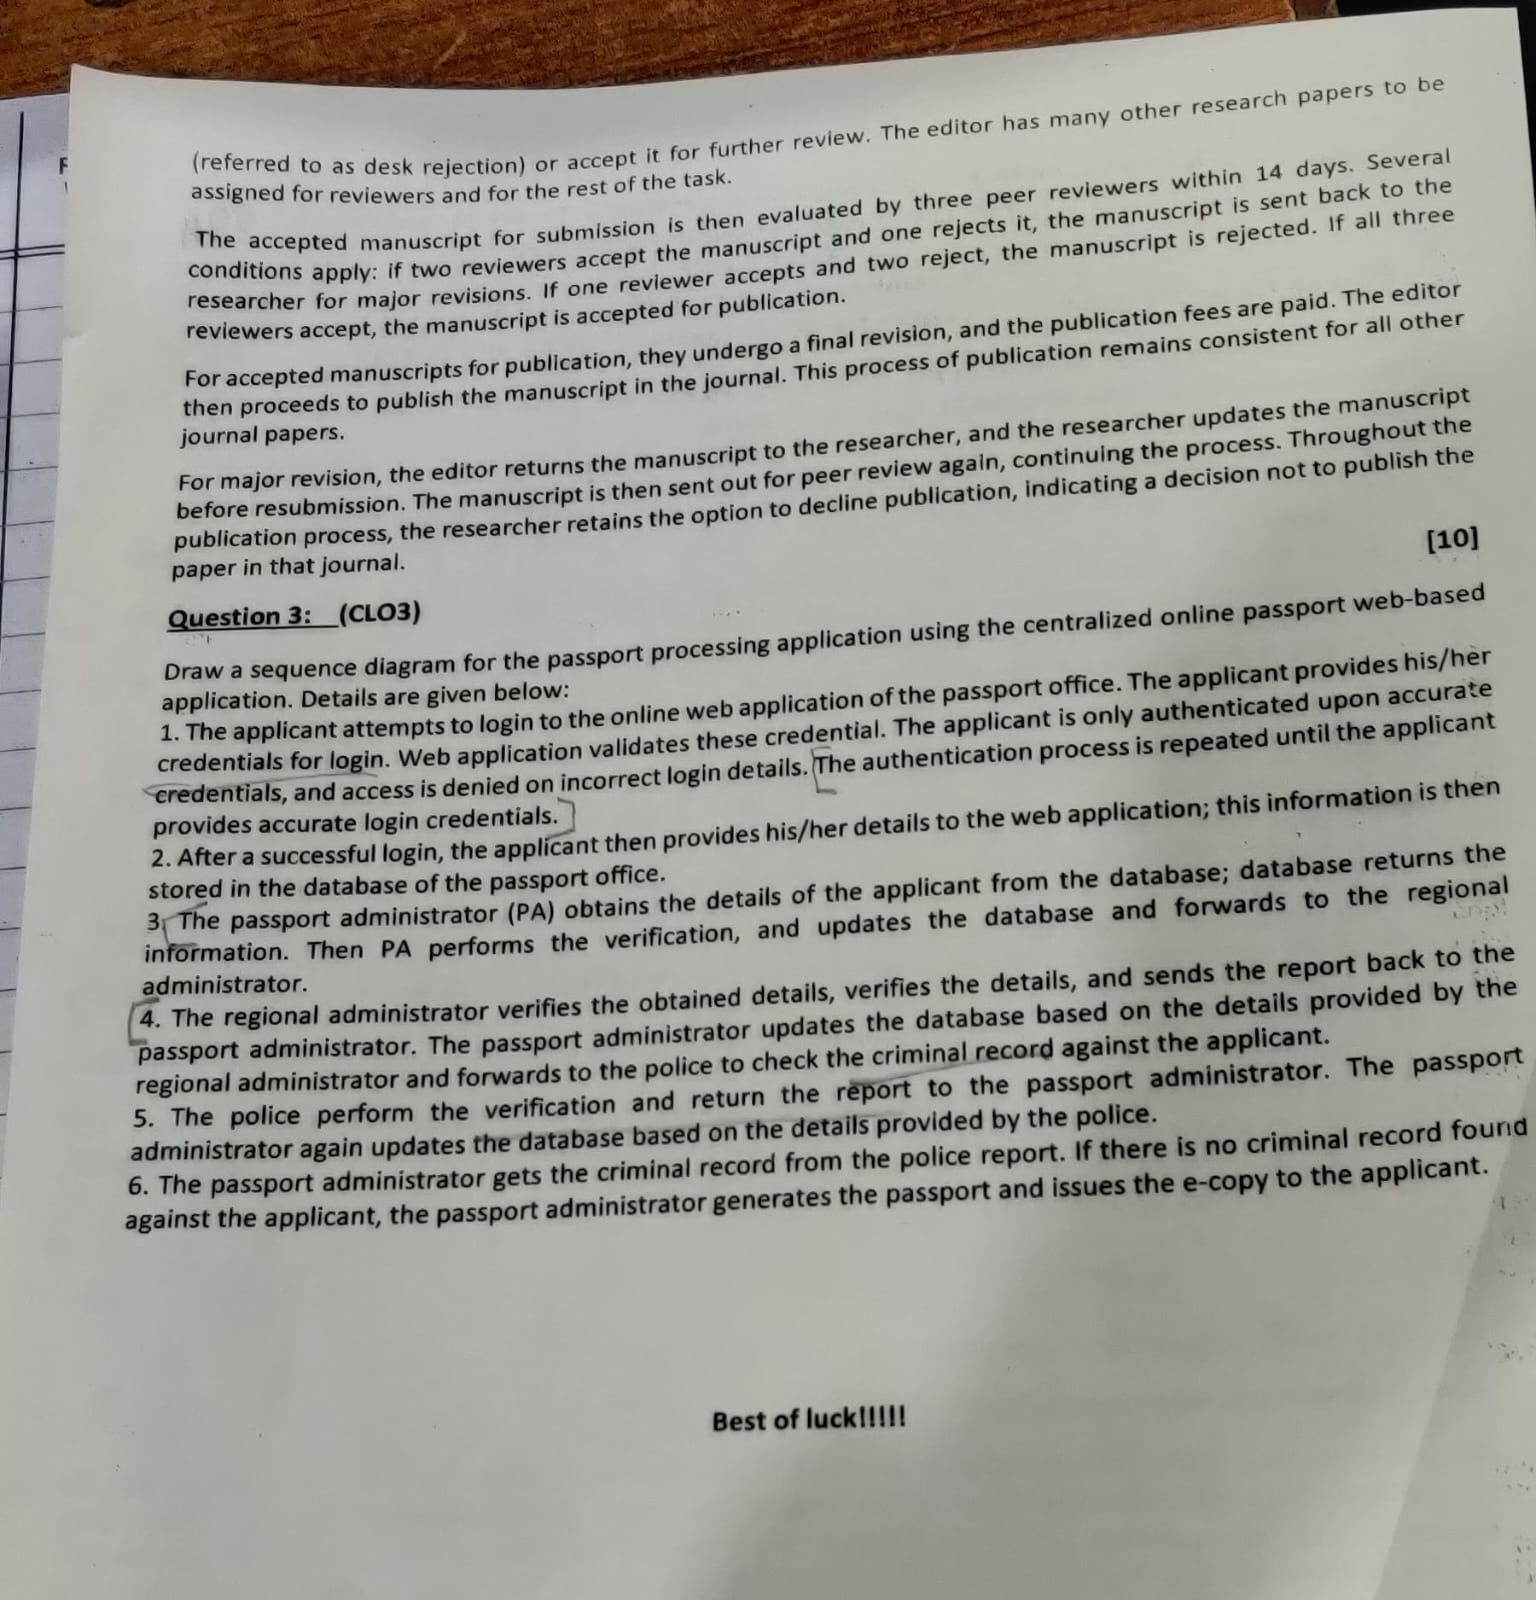 (referred to as desk rejection) or accept it for further review. The editor has many other research papers to be
assigned for reviewers and for the rest of the task.
The accepted manuscript for submission is then evaluated by three peer reviewers within 14 days. Several
conditions apply: if two reviewers accept the manuscript and one rejects it, the manuscript is sent back to the
researcher for major revisions. If one reviewer accepts and two reject, the manuscript is rejected. If all three
reviewers accept, the manuscript is accepted for publication.
For accepted manuscripts for publication, they undergo a final revision, and the publication fees are paid. The editor
then proceeds to publish the manuscript in the journal. This process of publication remains consistent for all other
journal papers.
For major revision, the editor returns the manuscript to the researcher, and the researcher updates the manuscript
before resubmission. The manuscript is then sent out for peer review again, continuing the process. Throughout the
publication process, the researcher retains the option to decline publication, indicating a decision not to publish the
paper in that journal.
[10]
Question 3: (CLO3)
Draw a sequence diagram for the passport processing application using the centralized online passport web-based
application. Details are given below:
1. The applicant attempts to login to the online web application of the passport office. The applicant provides his/her
credentials for login. Web application validates these credential. The applicant is only authenticated upon accurate
credentials, and access is denied on incorrect login details. The authentication process is repeated until the applicant
provides accurate login credentials.
2. After a successful login, the applicant then provides his/her details to the web application; this information is then
stored in the database of the passport office.
3. The passport administrator (PA) obtains the details of the applicant from the database; database returns the
information. Then PA performs the verification, and updates the database and forwards to the regional
administrator.
4. The regional administrator verifies the obtained details, verifies the details, and sends the report back to the
passport administrator. The passport administrator updates the database based on the details provided by the
regional administrator and forwards to the police to check the criminal record against the applicant.
5. The police perform the verification and return the report to the passport administrator. The passport
administrator again updates the database based on the details provided by the police.
6. The passport administrator gets the criminal record from the police report. If there is no criminal record found
against the applicant, the passport administrator generates the passport and issues the e-copy to the applicant.
Best of luck!!!!!